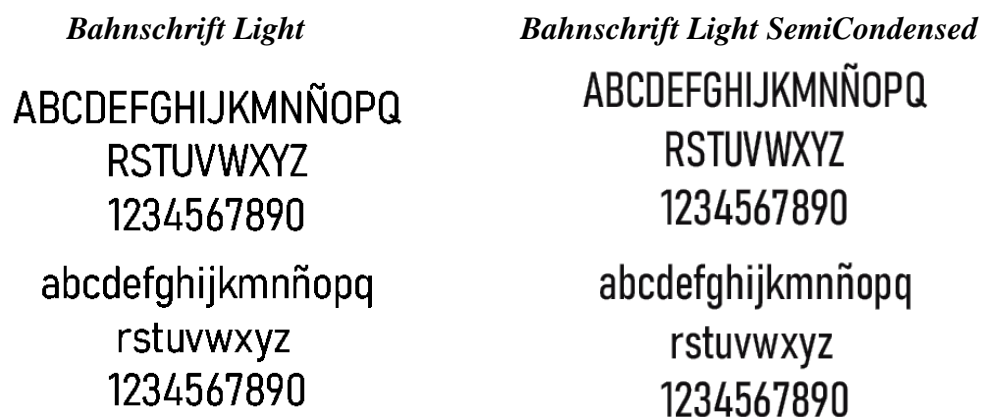 Bahnschrift Light
ABCDEFGHIJKMNÑOPQ
RSTUVWXYZ
1234567890
abcdefghijkmnñopq
rstuvwxyz
1234567890
Bahnschrift Light SemiCondensed
ABCDEFGHIJKMNÑOPQ
RSTUVWXYZ
1234567890
abcdefghijkmnñopq
rstuvwxyz
1234567890